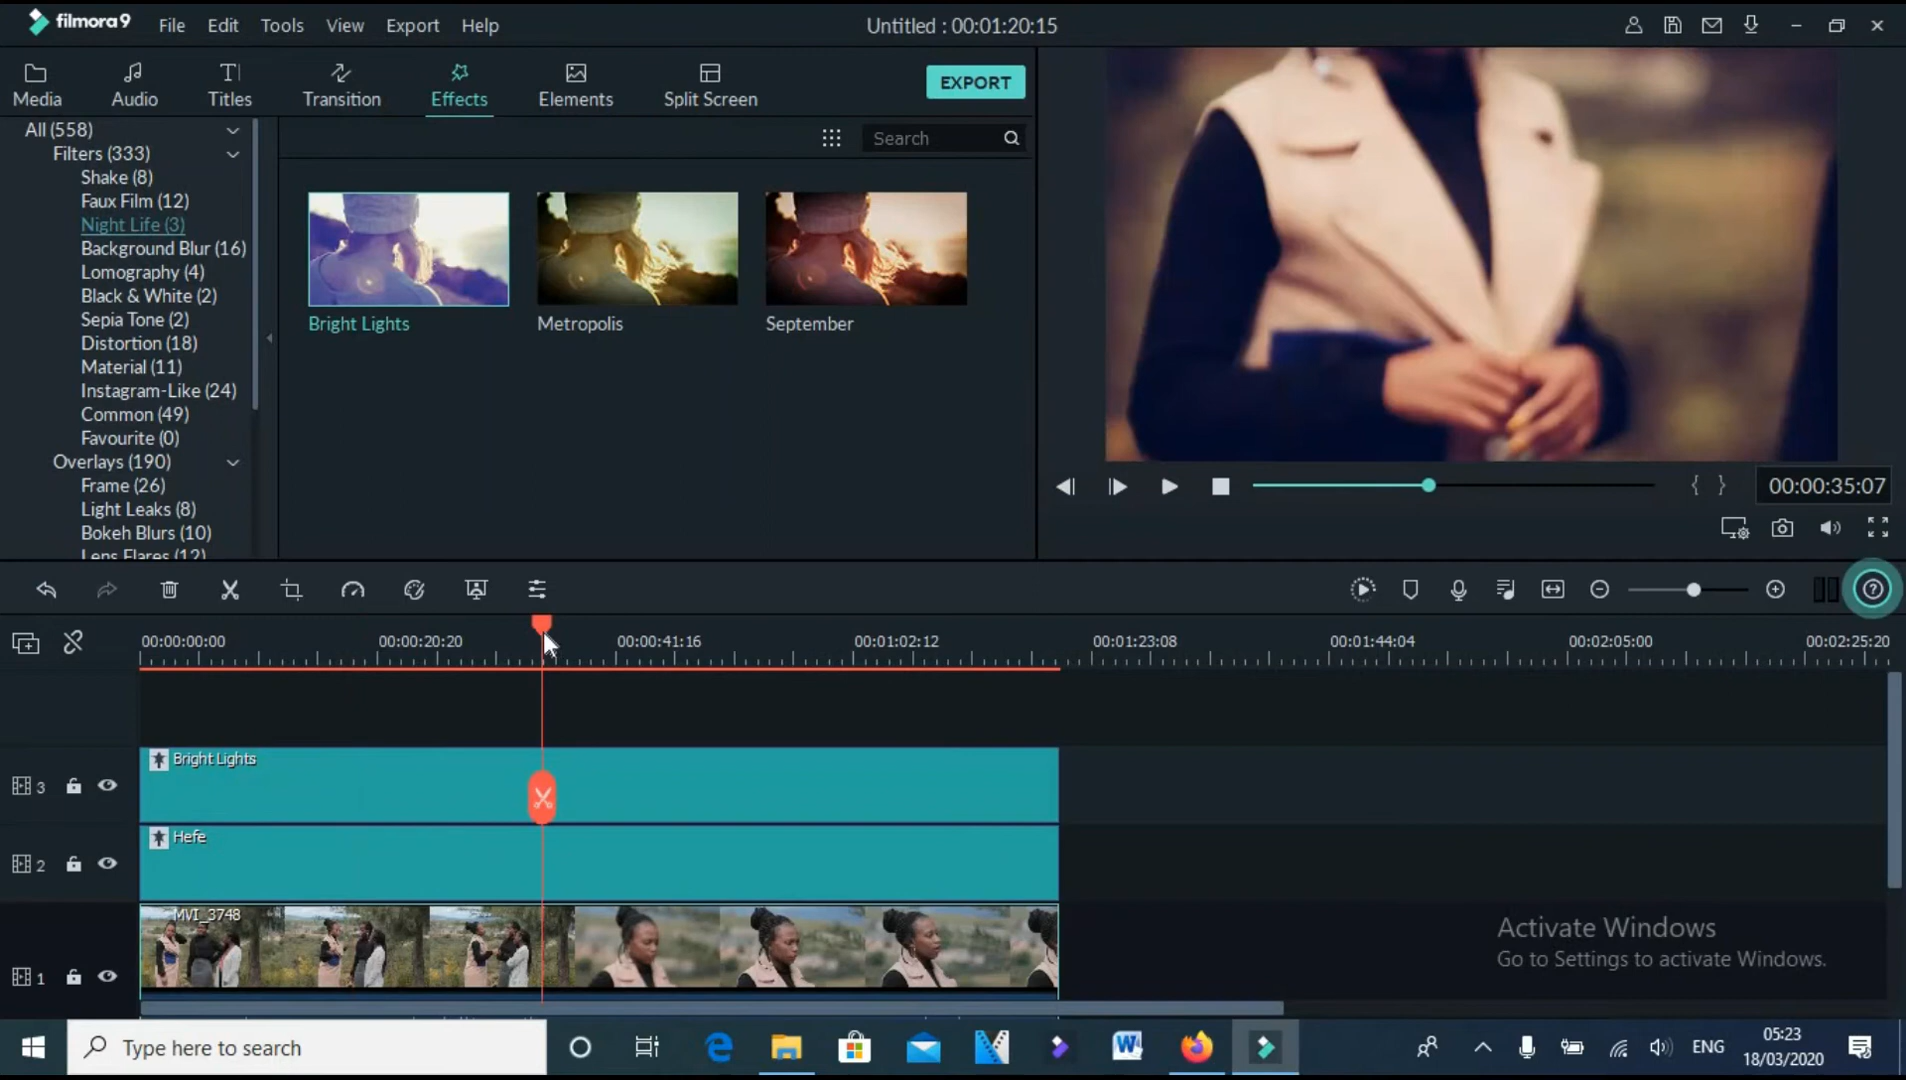 filmora9 File Edit Tools View Export Help Untitled : 00:01:20:15
Media Audio Titles Transition Effects Elements Split Screen EXPORT
All (558)
Filters (333)
Shake (8)
Faux Film (12)
Night Life (3)
Background Blur (16)
Lomography (4)
Black & White (2)
Sepia Tone (2)
Distortion (18)
Material (11)
Instagram-Like (24)
Common (49)
Favourite (0)
Overlays (190)
Frame (26)
Light Leaks (8)
Bokeh Blurs (10)
Lens Flares (12)
Search
Bright Lights Metropolis September
{ } 00:00:35:07
00:00:00:00 00:00:20:20 00:00:41:16 00:01:02:12 00:01:23:08 00:01:44:04 00:02:05:00 00:02:25:20
3 Bright Lights
2 Hefe
1 MVI_3748
Activate Windows
Go to Settings to activate Windows.
Type here to search
W
ENG
05:23
18/03/2020